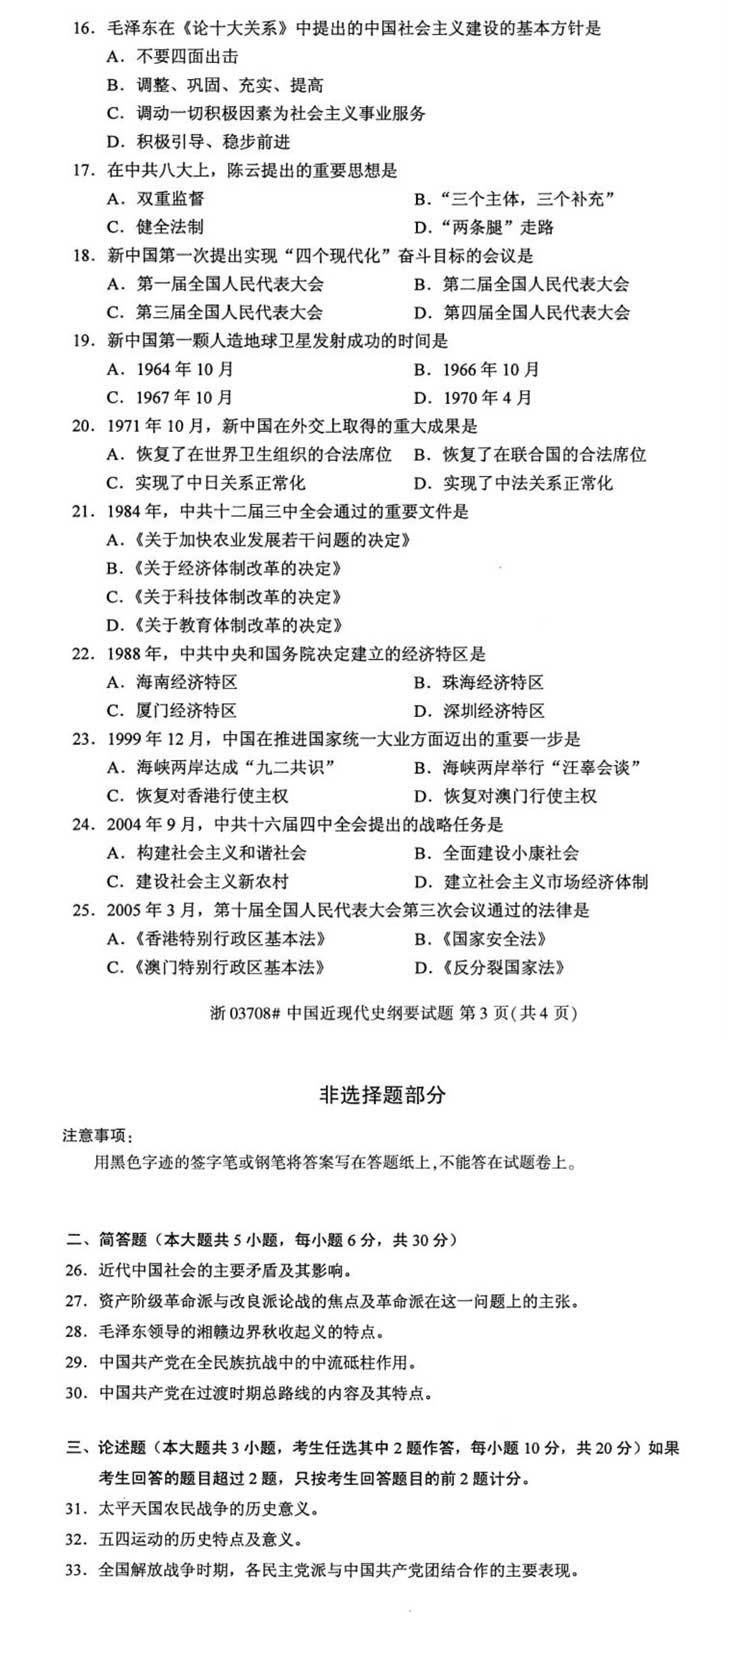 16．毛泽东在《论十大关系》中提出的中国社会主义建设的基本方针是
A．不要四面出击
B．调整、巩固、充实、提高
C．调动一切积极因素为社会主义事业服务
D．积极引导、稳步前进
17．在中共八大上，陈云提出的重要思想是
A．双重监督 B．“三个主体，三个补充”
C．健全法制 D．“两条腿”走路
18．新中国第一次提出实现“四个现代化”奋斗目标的会议是
A．第一届全国人民代表大会 B．第二届全国人民代表大会
C．第三届全国人民代表大会 D．第四届全国人民代表大会
19．新中国第一颗人造地球卫星发射成功的时间是
A．1964 年 10 月 B．1966 年 10 月
C．1967 年 10 月 D．1970 年 4 月
20．1971 年 10 月，新中国在外交上取得的重大成果是
A．恢复了在世界卫生组织的合法席位 B．恢复了在联合国的合法席位
C．实现了中日关系正常化 D．实现了中法关系正常化
21．1984 年，中共十二届三中全会通过的重要文件是
A．《关于加快农业发展若干问题的决定》
B．《关于经济体制改革的决定》
C．《关于科技体制改革的决定》
D．《关于教育体制改革的决定》
22．1988 年，中共中央和国务院决定建立的经济特区是
A．海南经济特区 B．珠海经济特区
C．厦门经济特区 D．深圳经济特区
23．1999 年 12 月，中国在推进国家统一大业方面迈出的重要一步是
A．海峡两岸达成“九二共识” B．海峡两岸举行“汪辜会谈”
C．恢复对香港行使主权 D．恢复对澳门行使主权
24．2004 年 9 月，中共十六届四中全会提出的战略任务是
A．构建社会主义和谐社会 B．全面建设小康社会
C．建设社会主义新农村 D．建立社会主义市场经济体制
25．2005 年 3 月，第十届全国人民代表大会第三次会议通过的法律是
A．《香港特别行政区基本法》 B．《国家安全法》
C．《澳门特别行政区基本法》 D．《反分裂国家法》
浙 03708# 中国近现代史纲要试题 第 3 页(共 4 页)
非选择题部分
注意事项：
用黑色字迹的签字笔或钢笔将答案写在答题纸上，不能答在试题卷上。
二、简答题（本大题共 5 小题，每小题 6 分，共 30 分）
26．近代中国社会的主要矛盾及其影响。
27．资产阶级革命派与改良派论战的焦点及革命派在这一问题上的主张。
28．毛泽东领导的湘赣边界秋收起义的特点。
29．中国共产党在全民族抗战中的中流砥柱作用。
30．中国共产党在过渡时期总路线的内容及其特点。
三、论述题（本大题共 3 小题，考生任选其中 2 题作答，每小题 10 分，共 20 分）如果
考生回答的题目超过 2 题，只按考生回答题目的前 2 题计分。
31．太平天国农民战争的历史意义。
32．五四运动的历史特点及意义。
33．全国解放战争时期，各民主党派与中国共产党团结合作的主要表现。